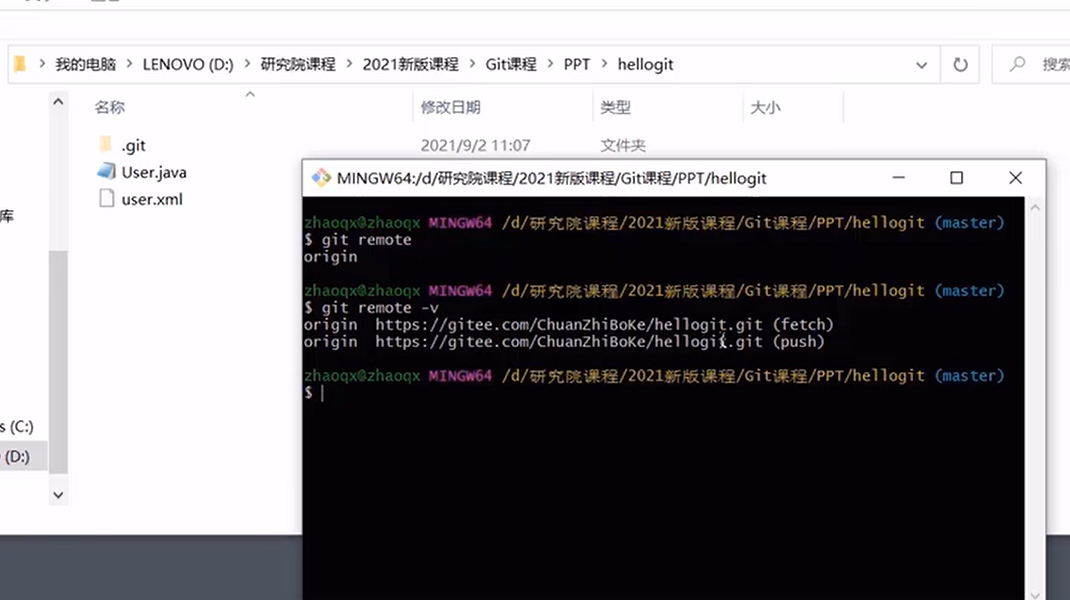 我的电脑 > LENOVO (D:) > 研究院课程 > 2021新版课程 > Git课程 > PPT > hellogit
搜索
名称 修改日期 类型 大小
.git 2021/9/2 11:07 文件夹
User.java
user.xml
库
s (C:)
(D:)
MINGW64:/d/研究院课程/2021新版课程/Git课程/PPT/hellogit
zhaoqx@zhaoqx MINGW64 /d/研究院课程/2021新版课程/Git课程/PPT/hellogit (master)
$ git remote
origin
zhaoqx@zhaoqx MINGW64 /d/研究院课程/2021新版课程/Git课程/PPT/hellogit (master)
$ git remote -v
origin https://gitee.com/ChuanZhiBoKe/hellogit.git (fetch)
origin https://gitee.com/ChuanZhiBoKe/hellogit.git (push)
zhaoqx@zhaoqx MINGW64 /d/研究院课程/2021新版课程/Git课程/PPT/hellogit (master)
$